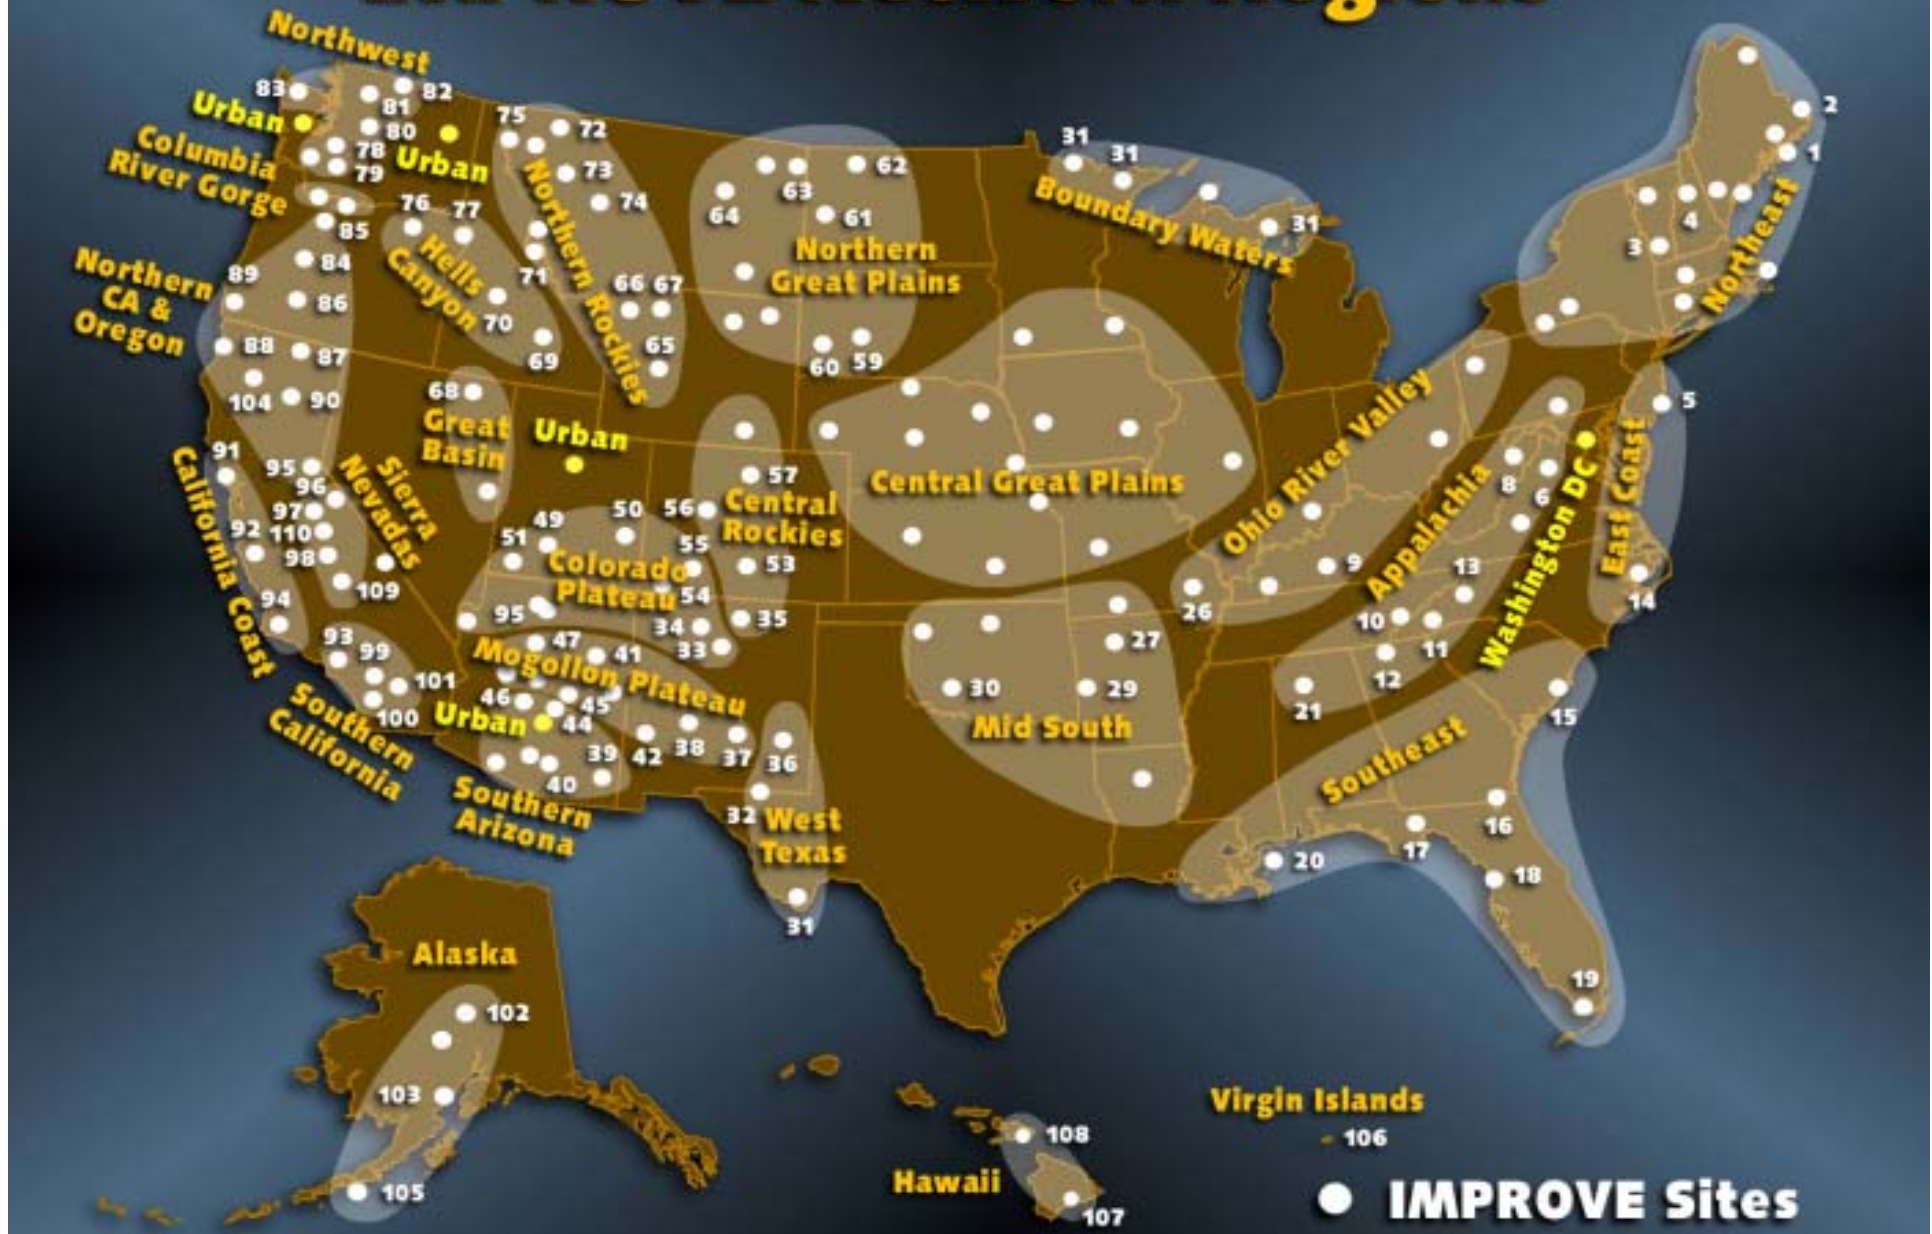 Northwest
83
82
81
Urban
80
Urban
Columbia
River Gorge
78
79
75
72
73
74
76
77
85
Hells
Canyon
71
70
69
Northern Rockies
66
67
65
62
63
64
61
Northern
Great Plains
60
59
31
31
31
Boundary Waters
2
1
4
3
Northeast
Northern
CA &
Oregon
89
84
86
88
87
104
90
68
Great
Basin
Urban
Central Great Plains
Ohio River Valley
5
East Coast
Washington DC
Appalachia
8
6
91
95
96
97
110
98
92
109
94
Sierra
Nevadas
California Coast
57
56
Central
Rockies
55
53
54
50
49
51
Colorado
Plateau
95
35
34
33
47
41
Mogollon Plateau
46
45
44
Urban
93
99
101
100
Southern
California
39
40
42
38
37
36
Southern
Arizona
32
West
Texas
31
26
27
30
29
Mid South
9
13
10
11
12
14
21
15
Southeast
16
17
18
20
19
Alaska
102
103
105
108
Hawaii
107
Virgin Islands
106
IMPROVE Sites